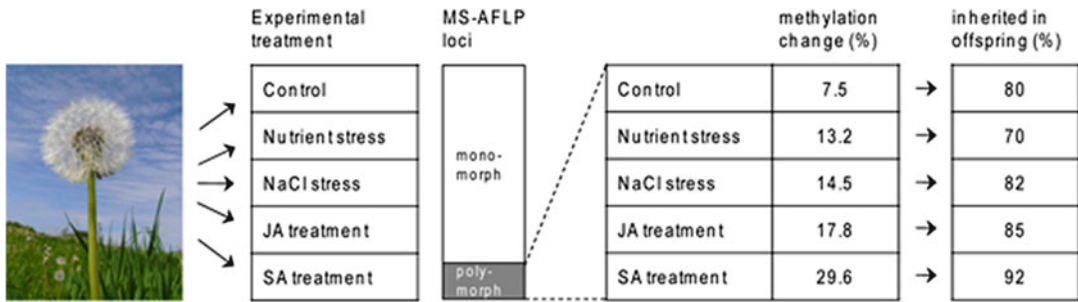 Experimental
treatment
MS-AFLP
loci
methylation
change (%)
inherited in
offspring (%)
Control
Nutrient stress
NaCl stress
JA treatment
SA treatment
mono-
morph
poly-
morph
Control 7.5 → 80
Nutrient stress 13.2 → 70
NaCl stress 14.5 → 82
JA treatment 17.8 → 85
SA treatment 29.6 → 92